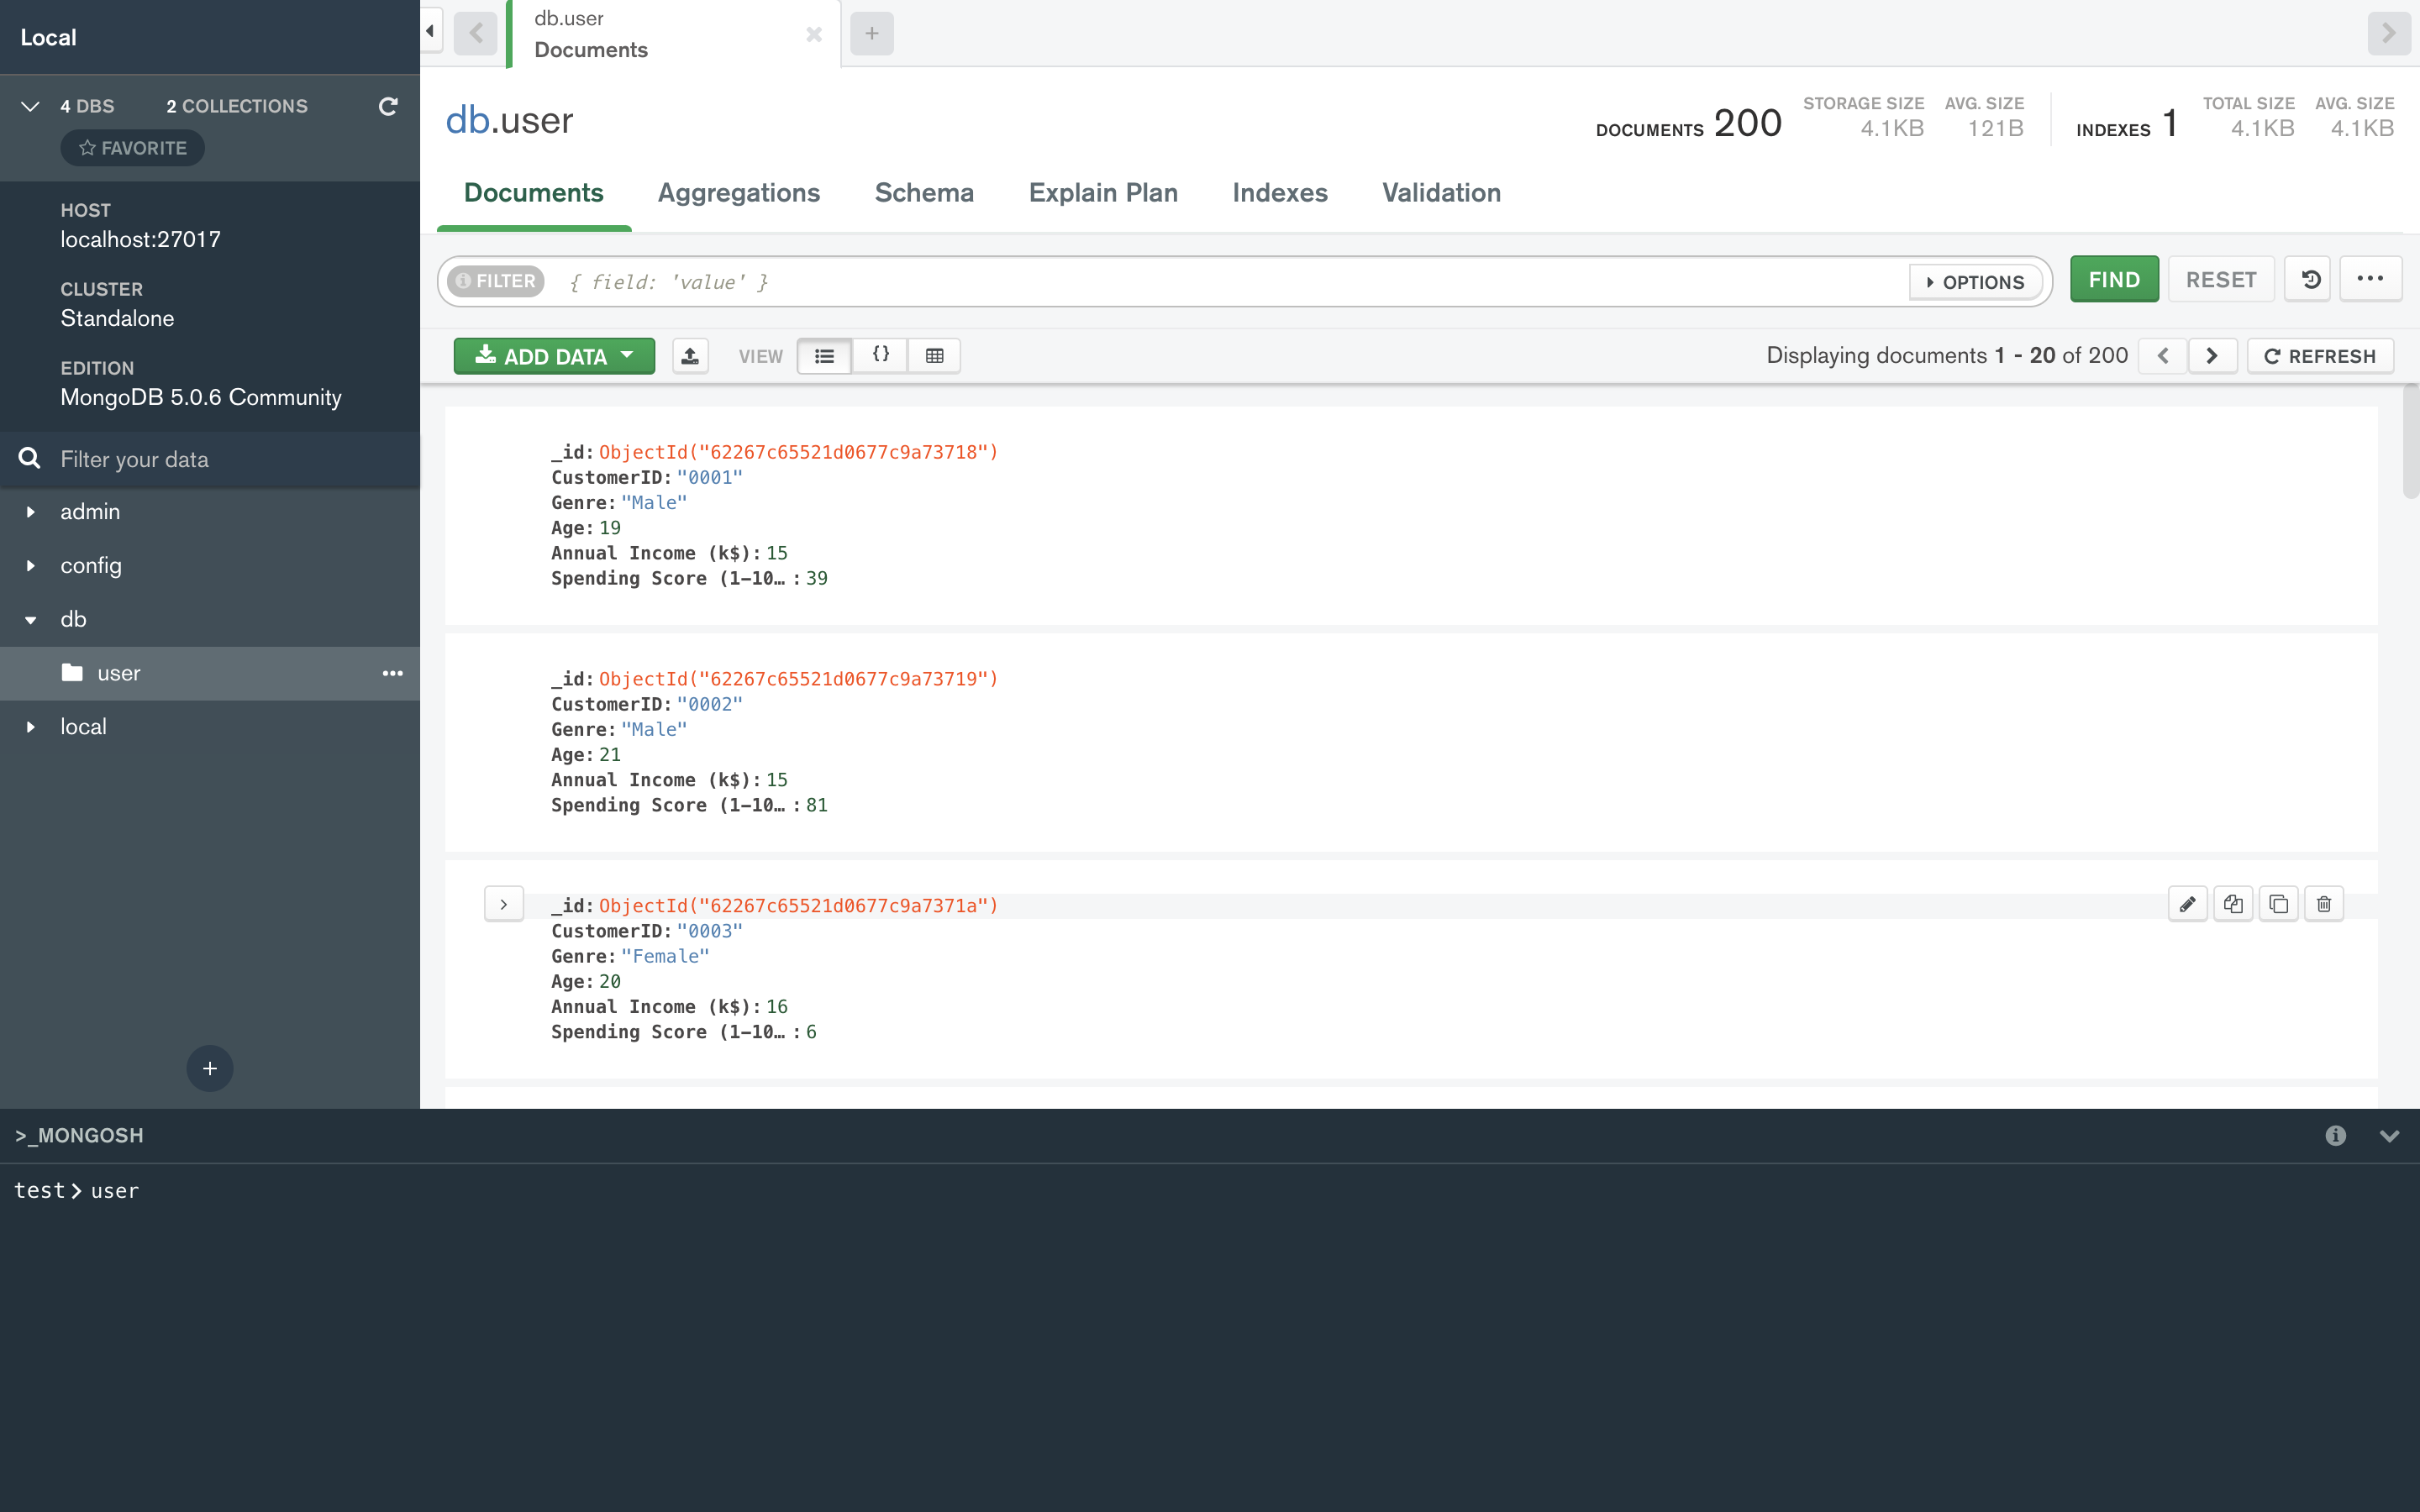 Local
4 DBS 2 COLLECTIONS
FAVORITE
HOST
localhost:27017
CLUSTER
Standalone
EDITION
MongoDB 5.0.6 Community
Filter your data
admin
config
db
user
local
db.user
Documents
db.user
DOCUMENTS 200
STORAGE SIZE
4.1KB
AVG. SIZE
121B
INDEXES 1
TOTAL SIZE
4.1KB
AVG. SIZE
4.1KB
Documents Aggregations Schema Explain Plan Indexes Validation
FILTER { field: 'value' } OPTIONS FIND RESET
ADD DATA VIEW {} Displaying documents 1 - 20 of 200 REFRESH
_id: ObjectId("62267c65521d0677c9a73718")
CustomerID: "0001"
Genre: "Male"
Age: 19
Annual Income (k$): 15
Spending Score (1-10… : 39
_id: ObjectId("62267c65521d0677c9a73719")
CustomerID: "0002"
Genre: "Male"
Age: 21
Annual Income (k$): 15
Spending Score (1-10… : 81
_id: ObjectId("62267c65521d0677c9a7371a")
CustomerID: "0003"
Genre: "Female"
Age: 20
Annual Income (k$): 16
Spending Score (1-10… : 6
>_MONGOSH
test> user